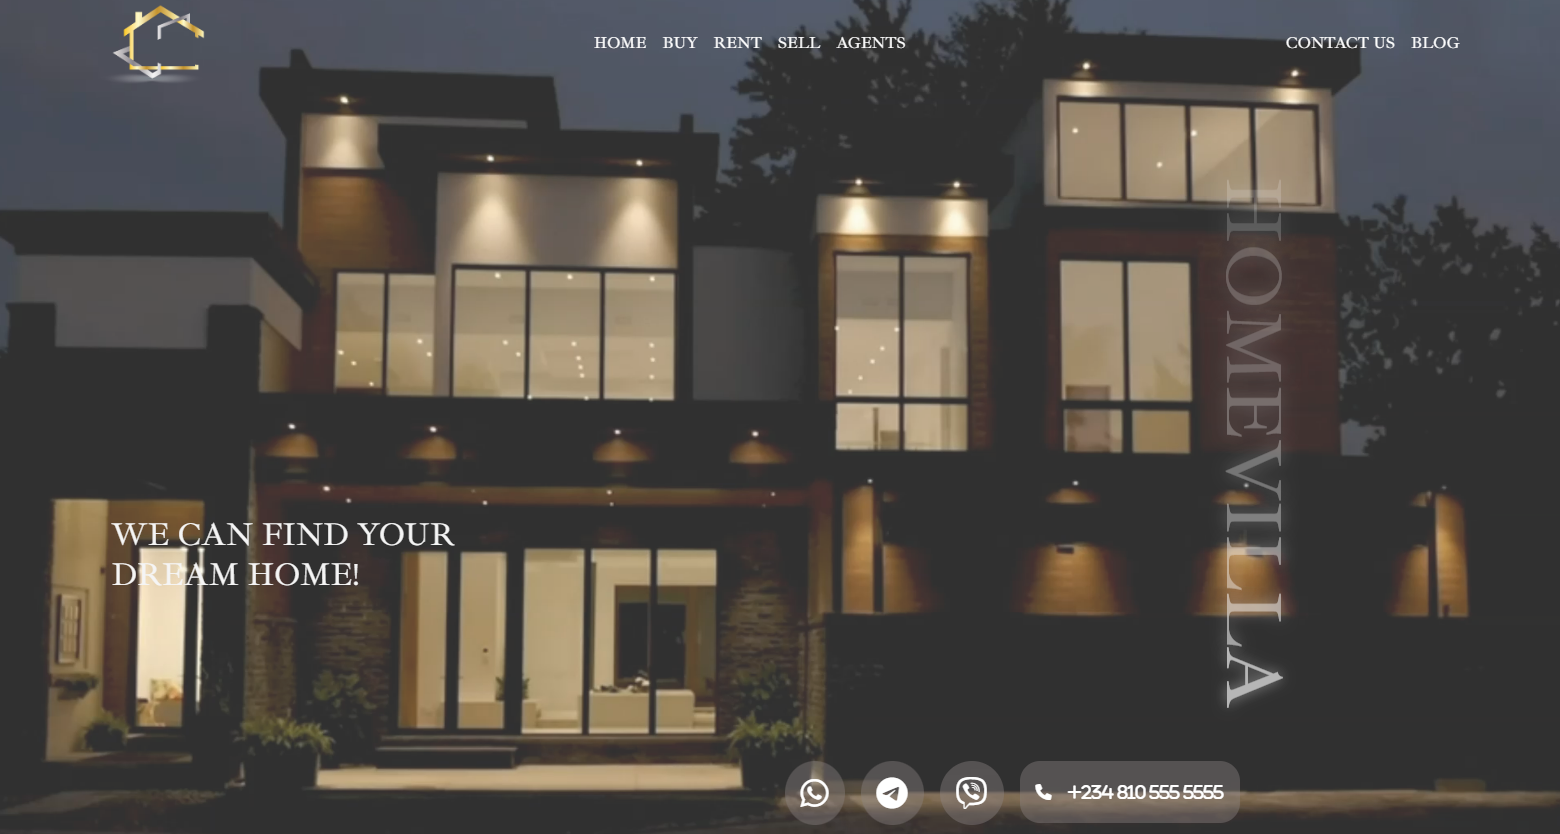 HOME BUY RENT SELL AGENTS CONTACT US BLOG
HOMEVILLA
WE CAN FIND YOUR
DREAM HOME!
+234 810 555 5555